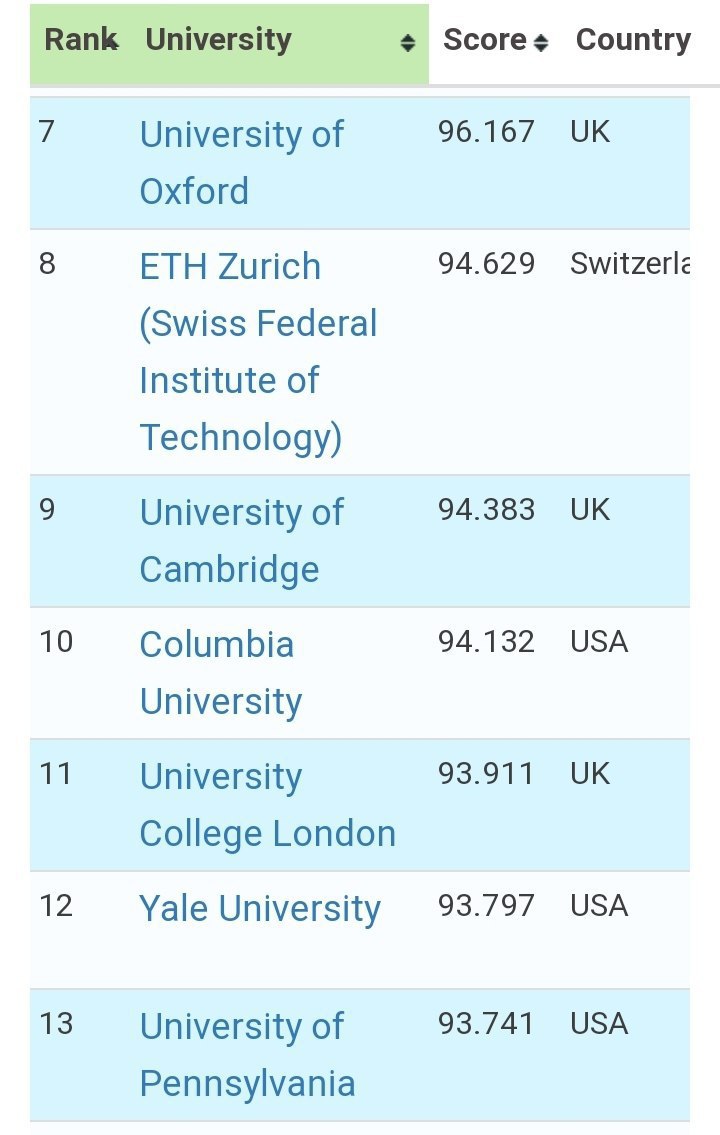 Rank University Score Country
7 University of 96.167 UK
Oxford
8 ETH Zurich 94.629 Switzerla
(Swiss Federal
Institute of
Technology)
9 University of 94.383 UK
Cambridge
10 Columbia 94.132 USA
University
11 University 93.911 UK
College London
12 Yale University 93.797 USA
13 University of 93.741 USA
Pennsylvania